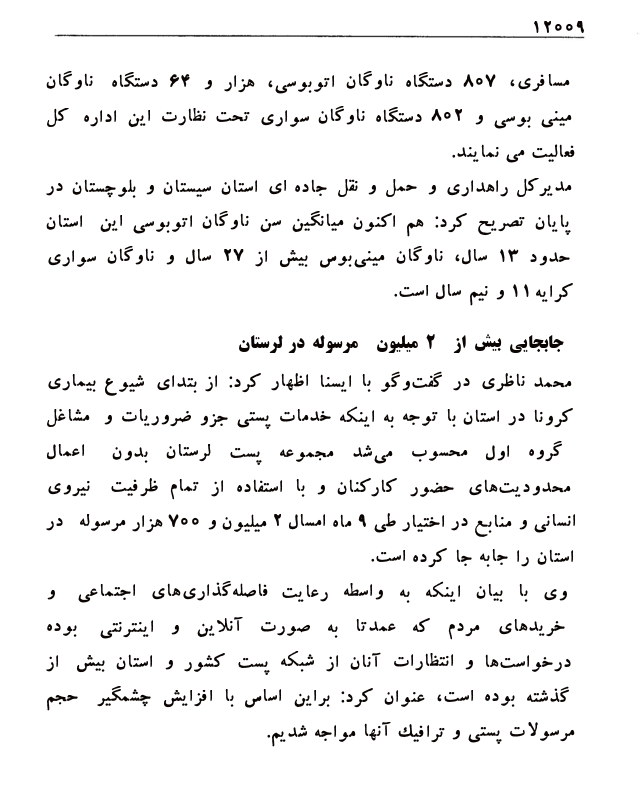 ۱۲۰۰۹
مسافری، ۸۰۷ دستگاه ناوگان اتوبوسی، هزار و ۶۴ دستگاه ناوگان
مینی بوسی و ۸۰۲ دستگاه ناوگان سواری تحت نظارت این اداره کل
فعالیت می نمایند.
مدیرکل راهداری و حمل و نقل جاده ای استان سیستان و بلوچستان در
پایان تصریح کرد: هم اکنون میانگین سن ناوگان اتوبوسی این استان
حدود ۱۳ سال، ناوگان مینی‌بوس بیش از ۲۷ سال و ناوگان سواری
کرایه ۱۱ و نیم سال است.
جابجایی بیش از ۲ میلیون مرسوله در لرستان
محمد ناظری در گفت‌وگو با ایسنا اظهار کرد: از بتدای شیوع بیماری
کرونا در استان با توجه به اینکه خدمات پستی جزو ضروریات و مشاغل
گروه اول محسوب می‌شد مجموعه پست لرستان بدون اعمال
محدودیت‌های حضور کارکنان و با استفاده از تمام ظرفیت نیروی
انسانی و منابع در اختیار طی ۹ ماه امسال ۲ میلیون و ۷۰۰ هزار مرسوله در
استان را جابه جا کرده است.
وی با بیان اینکه به واسطه رعایت فاصله‌گذاری‌های اجتماعی و
خریدهای مردم که عمدتا به صورت آنلاین و اینترنتی بوده
درخواست‌ها و انتظارات آنان از شبکه پست کشور و استان بیش از
گذشته بوده است، عنوان کرد: براین اساس با افزایش چشمگیر حجم
مرسولات پستی و ترافیك آنها مواجه شدیم.